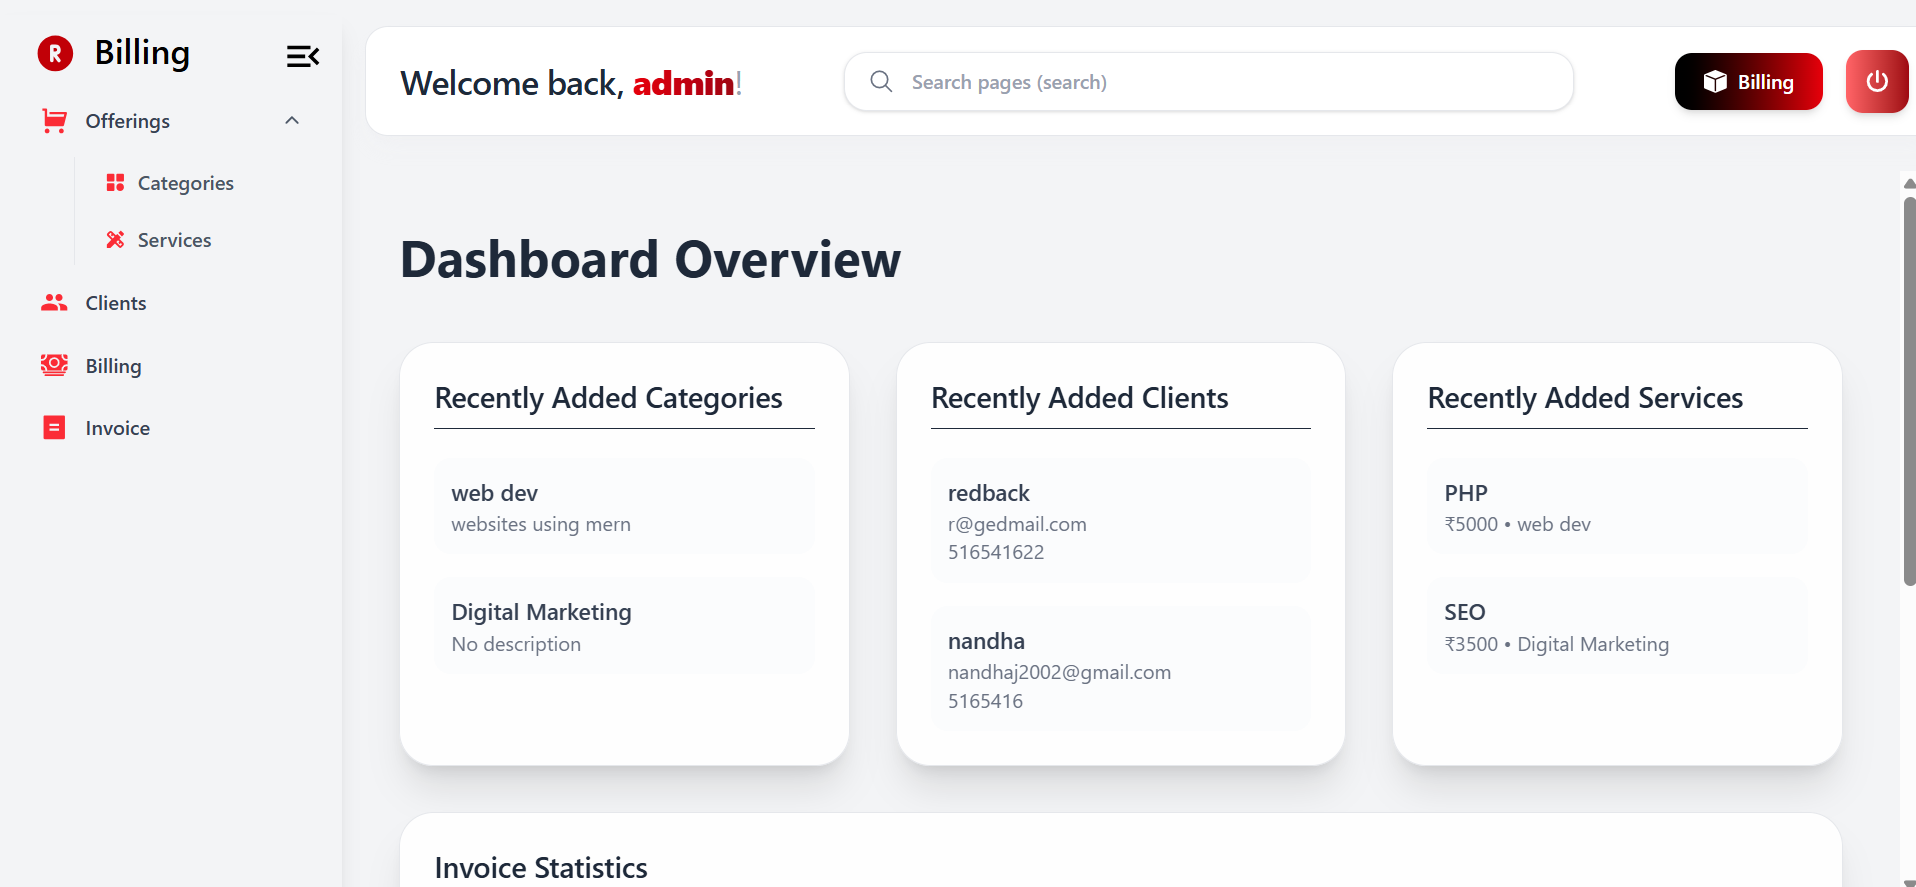 R Billing
Offerings
Categories
Services
Clients
Billing
Invoice
Welcome back, admin!
Search pages (search)
Billing
Dashboard Overview
Recently Added Categories
web dev
websites using mern
Digital Marketing
No description
Recently Added Clients
redback
r@gedmail.com
516541622
nandha
nandhaj2002@gmail.com
5165416
Recently Added Services
PHP
₹5000 • web dev
SEO
₹3500 • Digital Marketing
Invoice Statistics